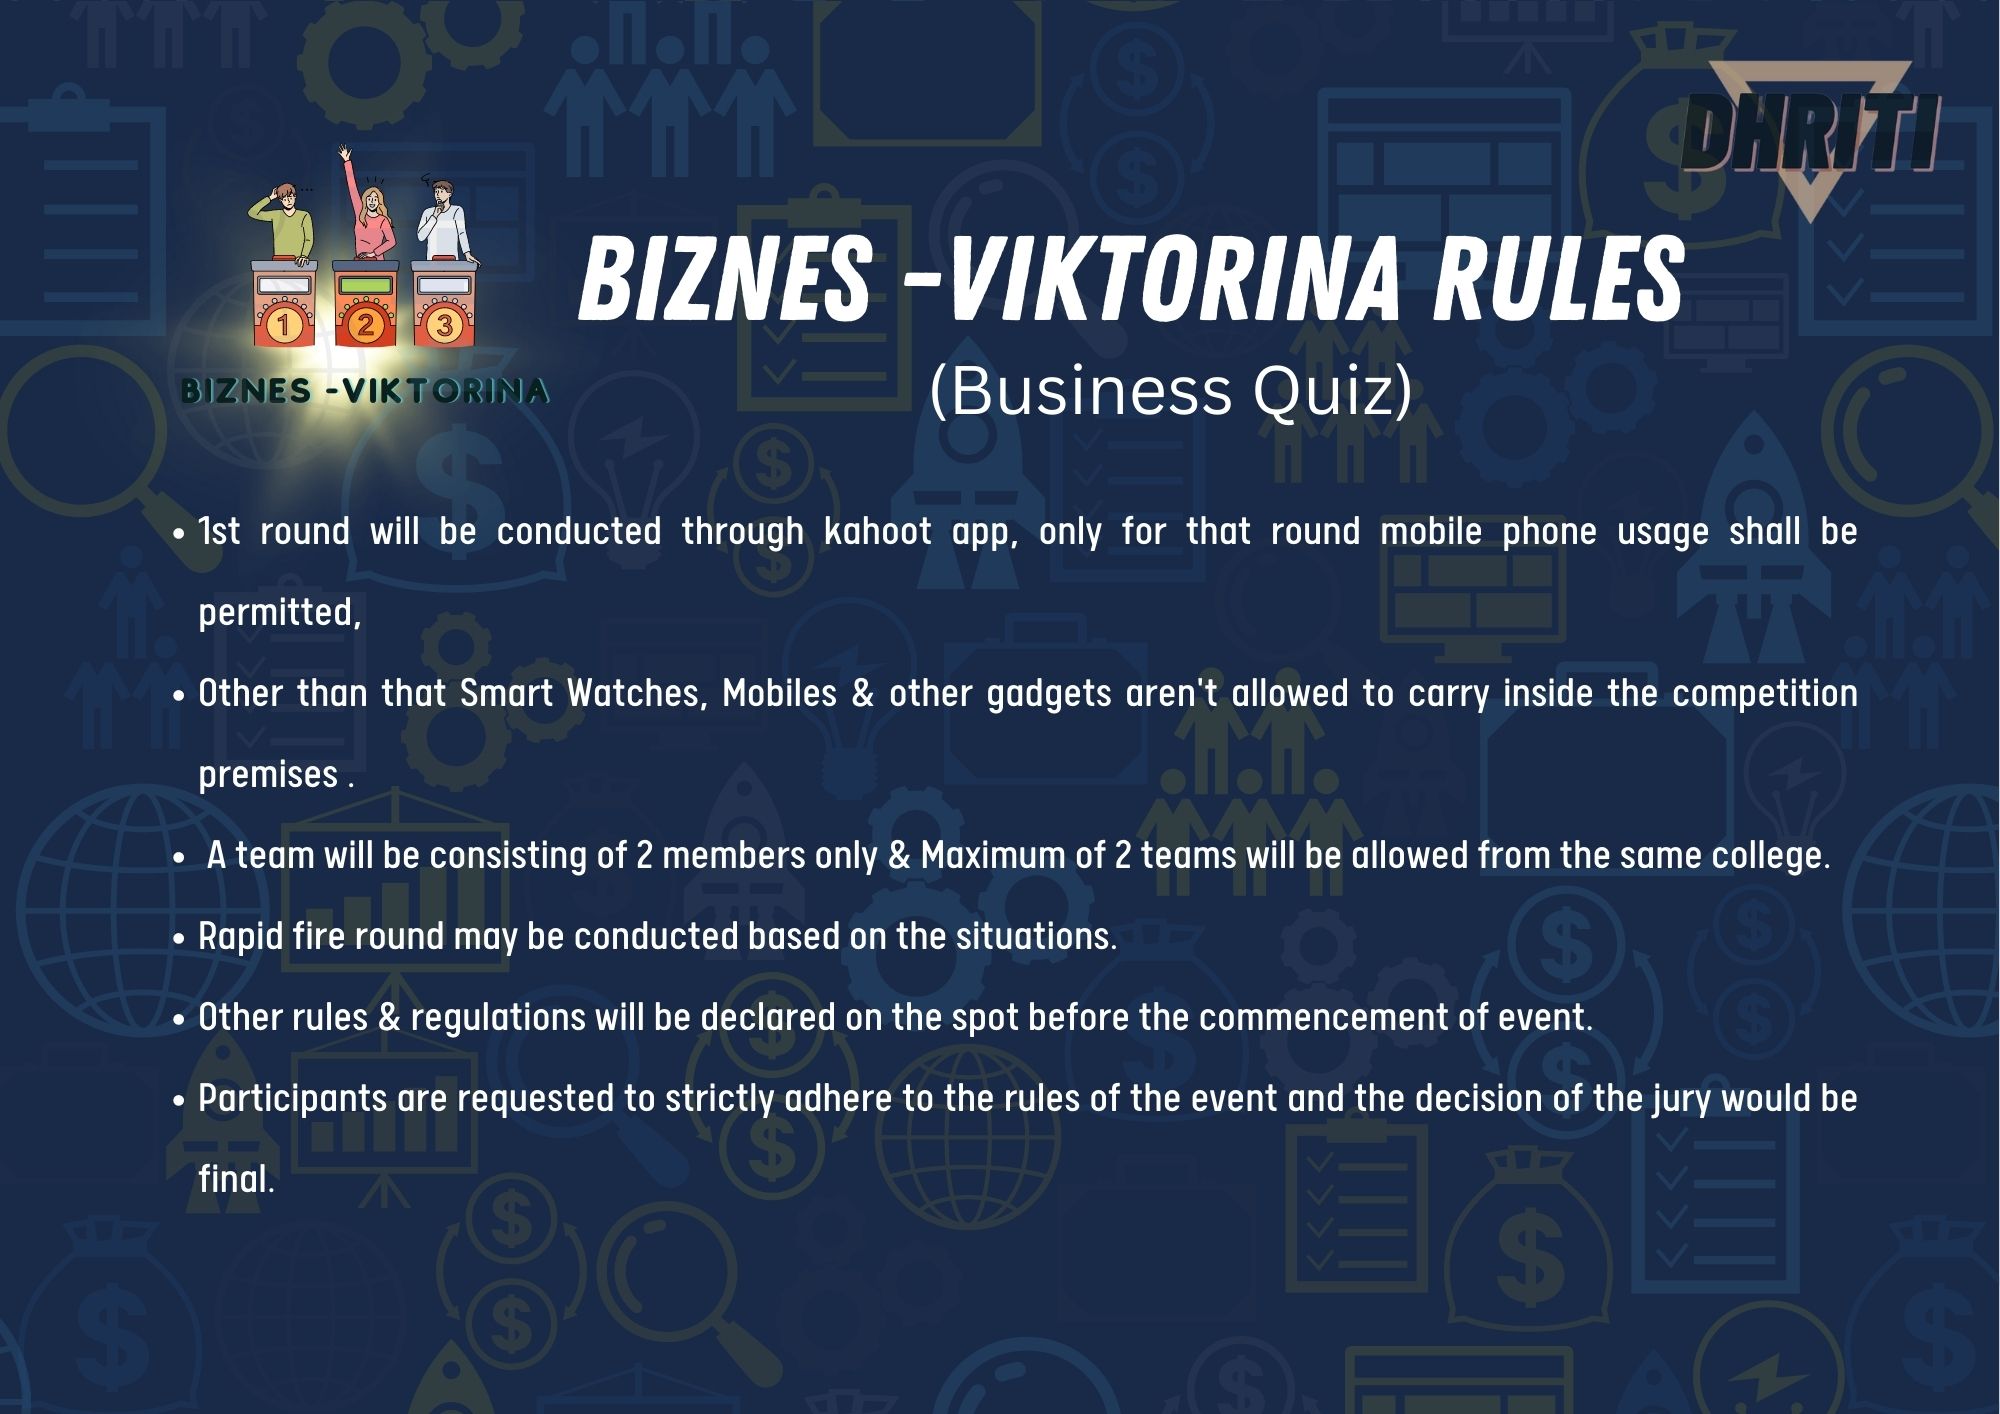 DHRITI
1 2 3
BIZNES -VIKTORINA
BIZNES -VIKTORINA RULES
(Business Quiz)
• 1st round will be conducted through kahoot app, only for that round mobile phone usage shall be
permitted,
• Other than that Smart Watches, Mobiles & other gadgets aren't allowed to carry inside the competition
premises .
• A team will be consisting of 2 members only & Maximum of 2 teams will be allowed from the same college.
• Rapid fire round may be conducted based on the situations.
• Other rules & regulations will be declared on the spot before the commencement of event.
• Participants are requested to strictly adhere to the rules of the event and the decision of the jury would be
final.